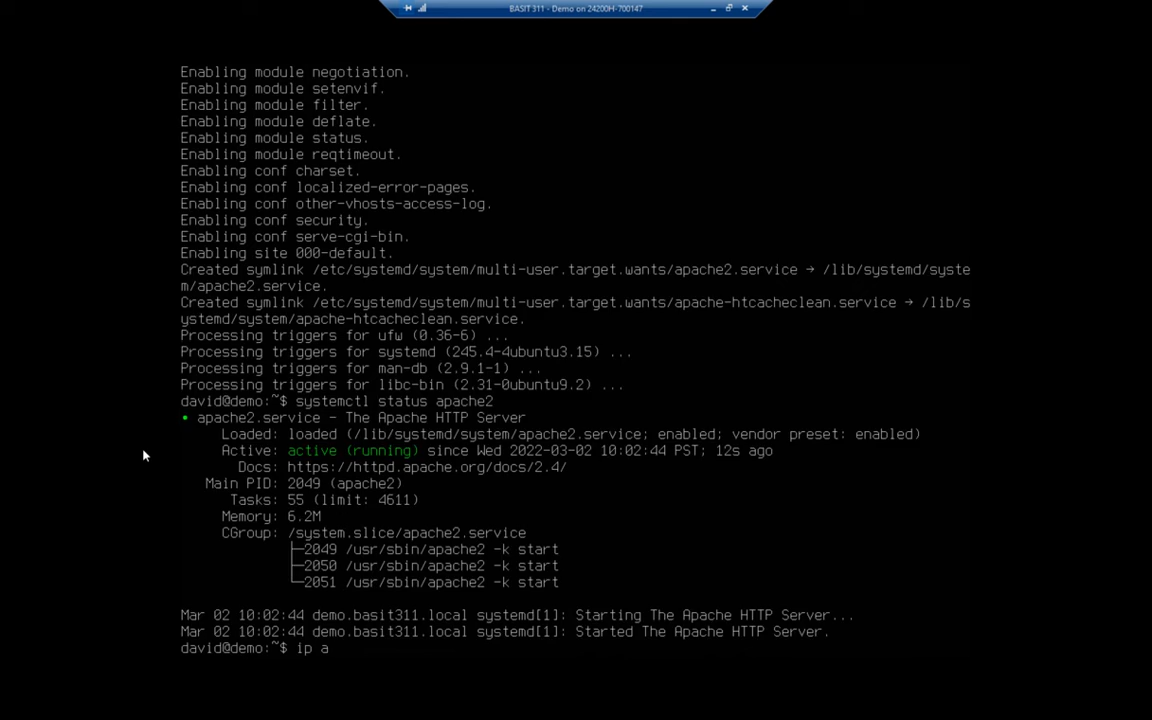 BASIT 311 - Demo on 24200H-700147
Enabling module negotiation.
Enabling module setenvif.
Enabling module filter.
Enabling module deflate.
Enabling module status.
Enabling module reqtimeout.
Enabling conf charset.
Enabling conf localized-error-pages.
Enabling conf other-vhosts-access-log.
Enabling conf security.
Enabling conf serve-cgi-bin.
Enabling site 000-default.
Created symlink /etc/systemd/system/multi-user.target.wants/apache2.service → /lib/systemd/syste
m/apache2.service.
Created symlink /etc/systemd/system/multi-user.target.wants/apache-htcacheclean.service → /lib/s
ystemd/system/apache-htcacheclean.service.
Processing triggers for ufw (0.36-6) ...
Processing triggers for systemd (245.4-4ubuntu3.15) ...
Processing triggers for man-db (2.9.1-1) ...
Processing triggers for libc-bin (2.31-0ubuntu9.2) ...
david@demo:~$ systemctl status apache2
• apache2.service - The Apache HTTP Server
Loaded: loaded (/lib/systemd/system/apache2.service; enabled; vendor preset: enabled)
Active: active (running) since Wed 2022-03-02 10:02:44 PST; 12s ago
Docs: https://httpd.apache.org/docs/2.4/
Main PID: 2049 (apache2)
Tasks: 55 (limit: 4611)
Memory: 6.2M
CGroup: /system.slice/apache2.service
├─2049 /usr/sbin/apache2 -k start
├─2050 /usr/sbin/apache2 -k start
└─2051 /usr/sbin/apache2 -k start
Mar 02 10:02:44 demo.basit311.local systemd[1]: Starting The Apache HTTP Server...
Mar 02 10:02:44 demo.basit311.local systemd[1]: Started The Apache HTTP Server.
david@demo:~$ ip a